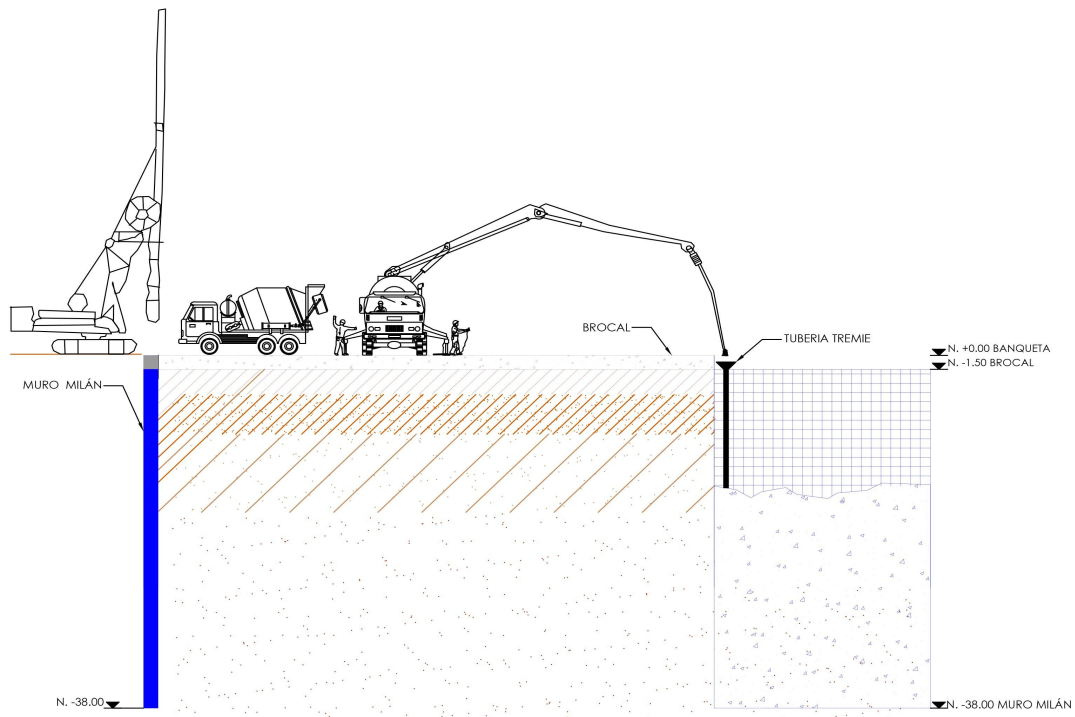 BROCAL
TUBERIA TREMIE
N. +0.00 BANQUETA
N. -1.50 BROCAL
MURO MILÁN
N. -38.00
N. -38.00 MURO MILÁN